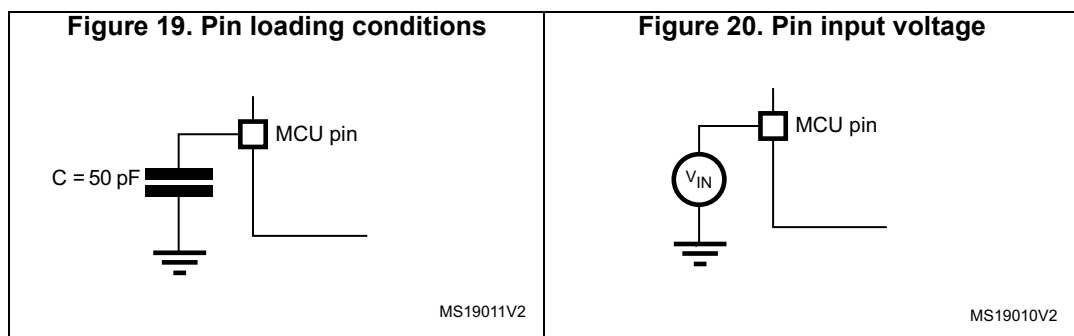 Figure 19. Pin loading conditions
MCU pin
C = 50 pF
MS19011V2
Figure 20. Pin input voltage
MCU pin
VIN
MS19010V2